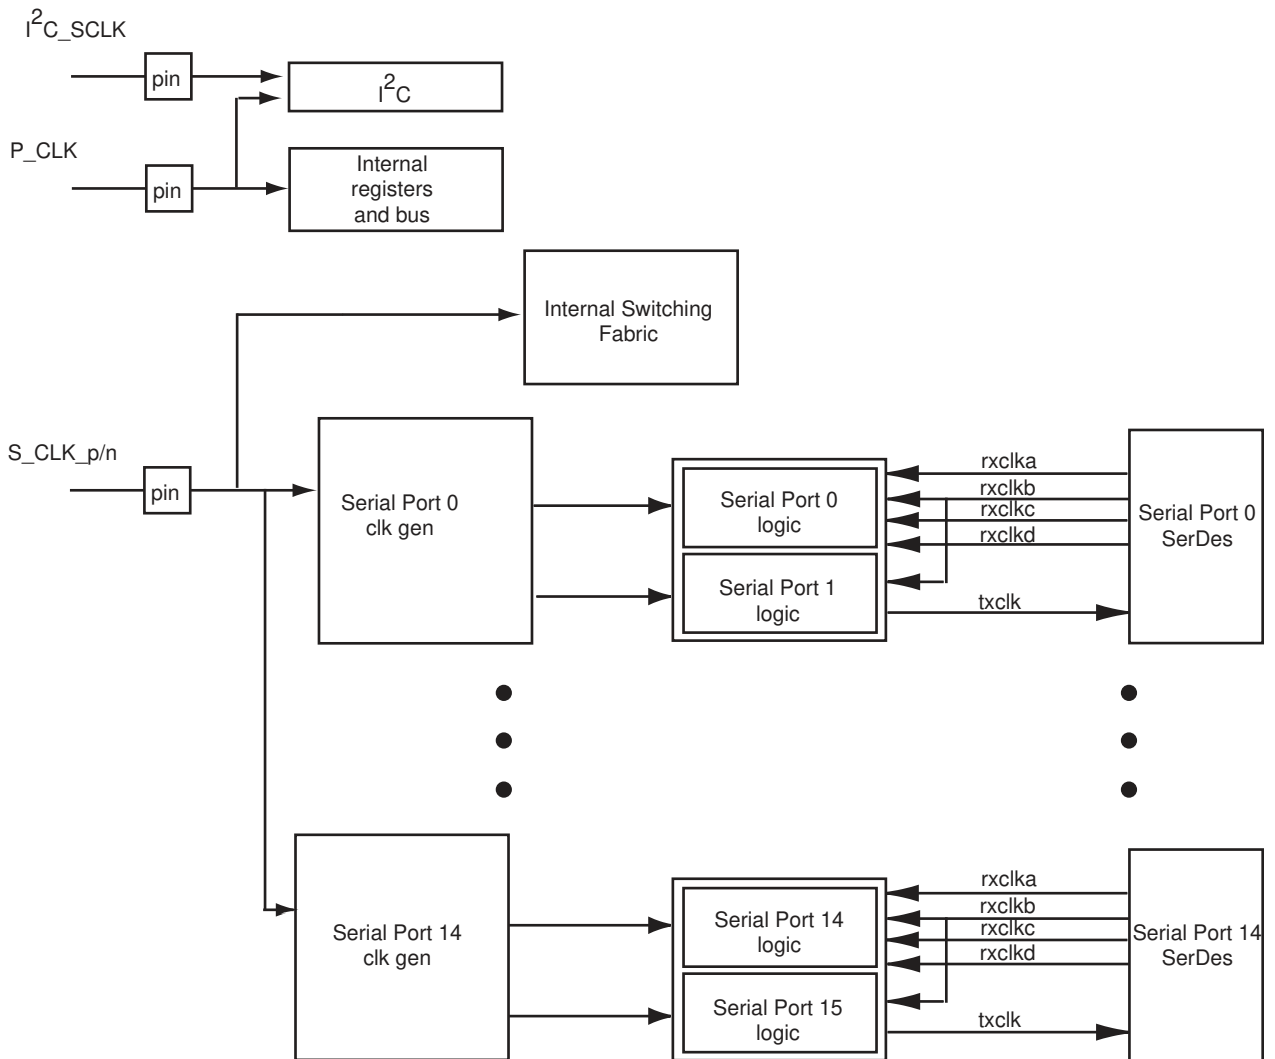 I²C_SCLK
pin
I²C
P_CLK
pin
Internal
registers
and bus
Internal Switching
Fabric
S_CLK_p/n
pin
Serial Port 0
clk gen
Serial Port 0
logic
Serial Port 1
logic
rxclka
rxclkb
rxclkc
rxclkd
txclk
Serial Port 0
SerDes
Serial Port 14
clk gen
Serial Port 14
logic
Serial Port 15
logic
rxclka
rxclkb
rxclkc
rxclkd
txclk
Serial Port 14
SerDes